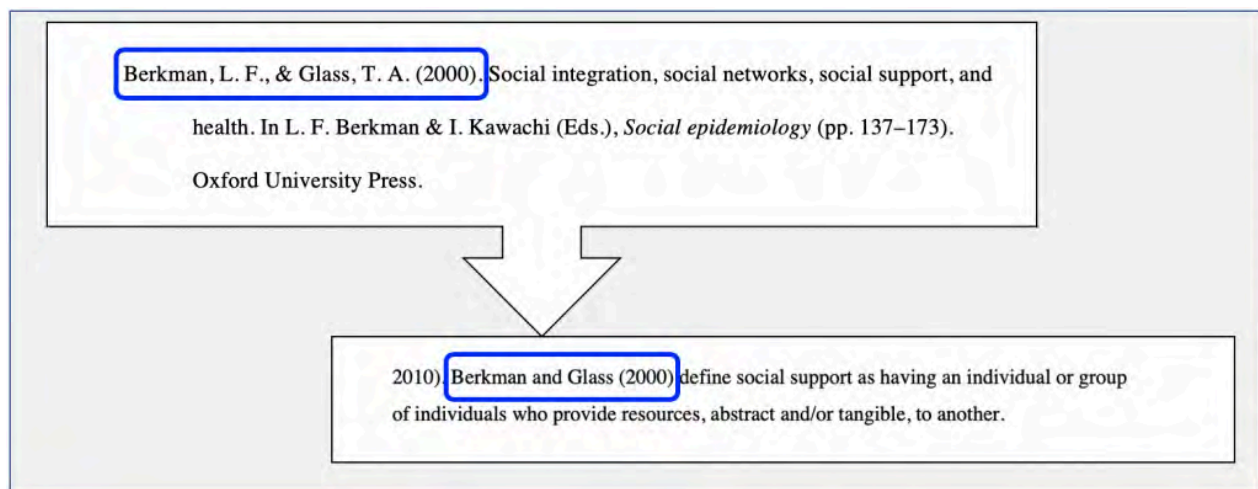 Berkman, L. F., & Glass, T. A. (2000). Social integration, social networks, social support, and
health. In L. F. Berkman & I. Kawachi (Eds.), Social epidemiology (pp. 137–173).
Oxford University Press.
2010). Berkman and Glass (2000) define social support as having an individual or group
of individuals who provide resources, abstract and/or tangible, to another.